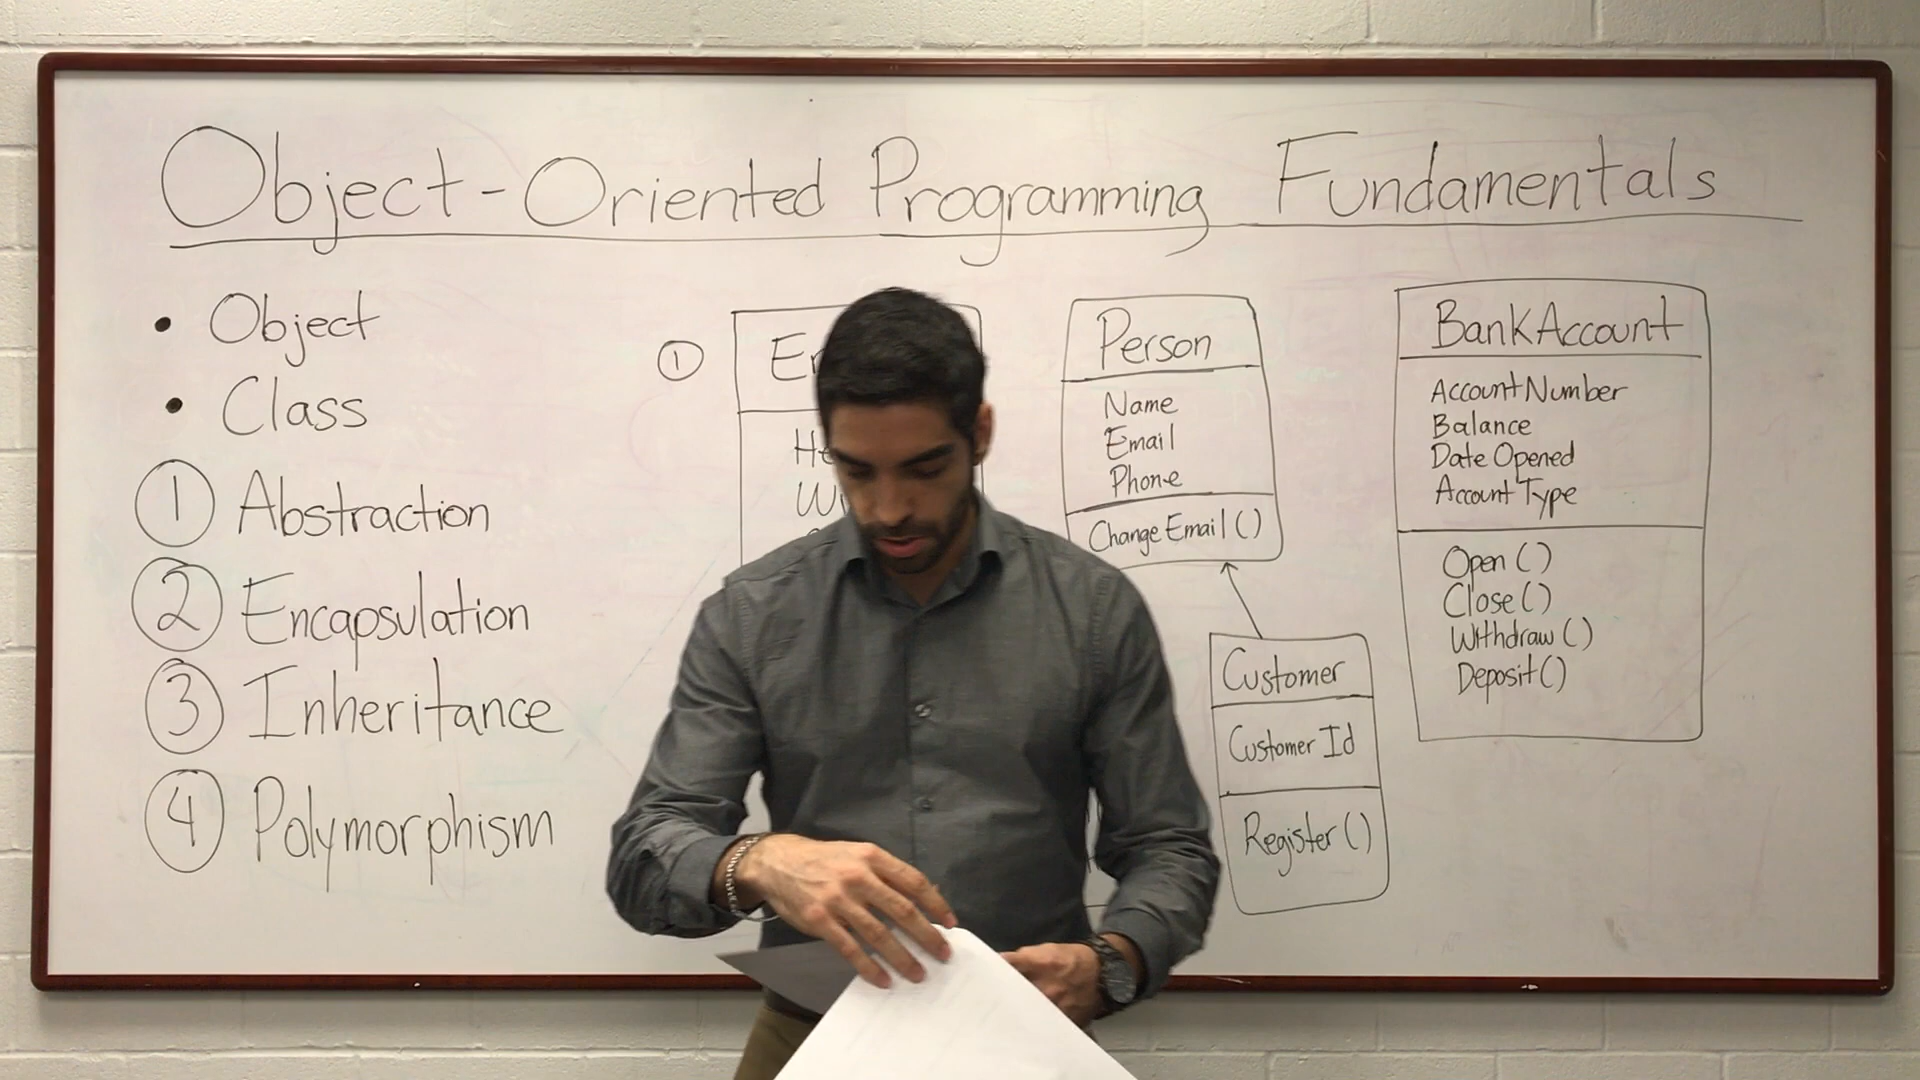 Object-Oriented Programming Fundamentals
• Object
• Class
① Abstraction
② Encapsulation
③ Inheritance
④ Polymorphism
①
Person
Name
Email
Phone
Change Email ()
Customer
Customer Id
Register ()
BankAccount
Account Number
Balance
Date Opened
Account Type
Open ()
Close ()
Withdraw ()
Deposit ()